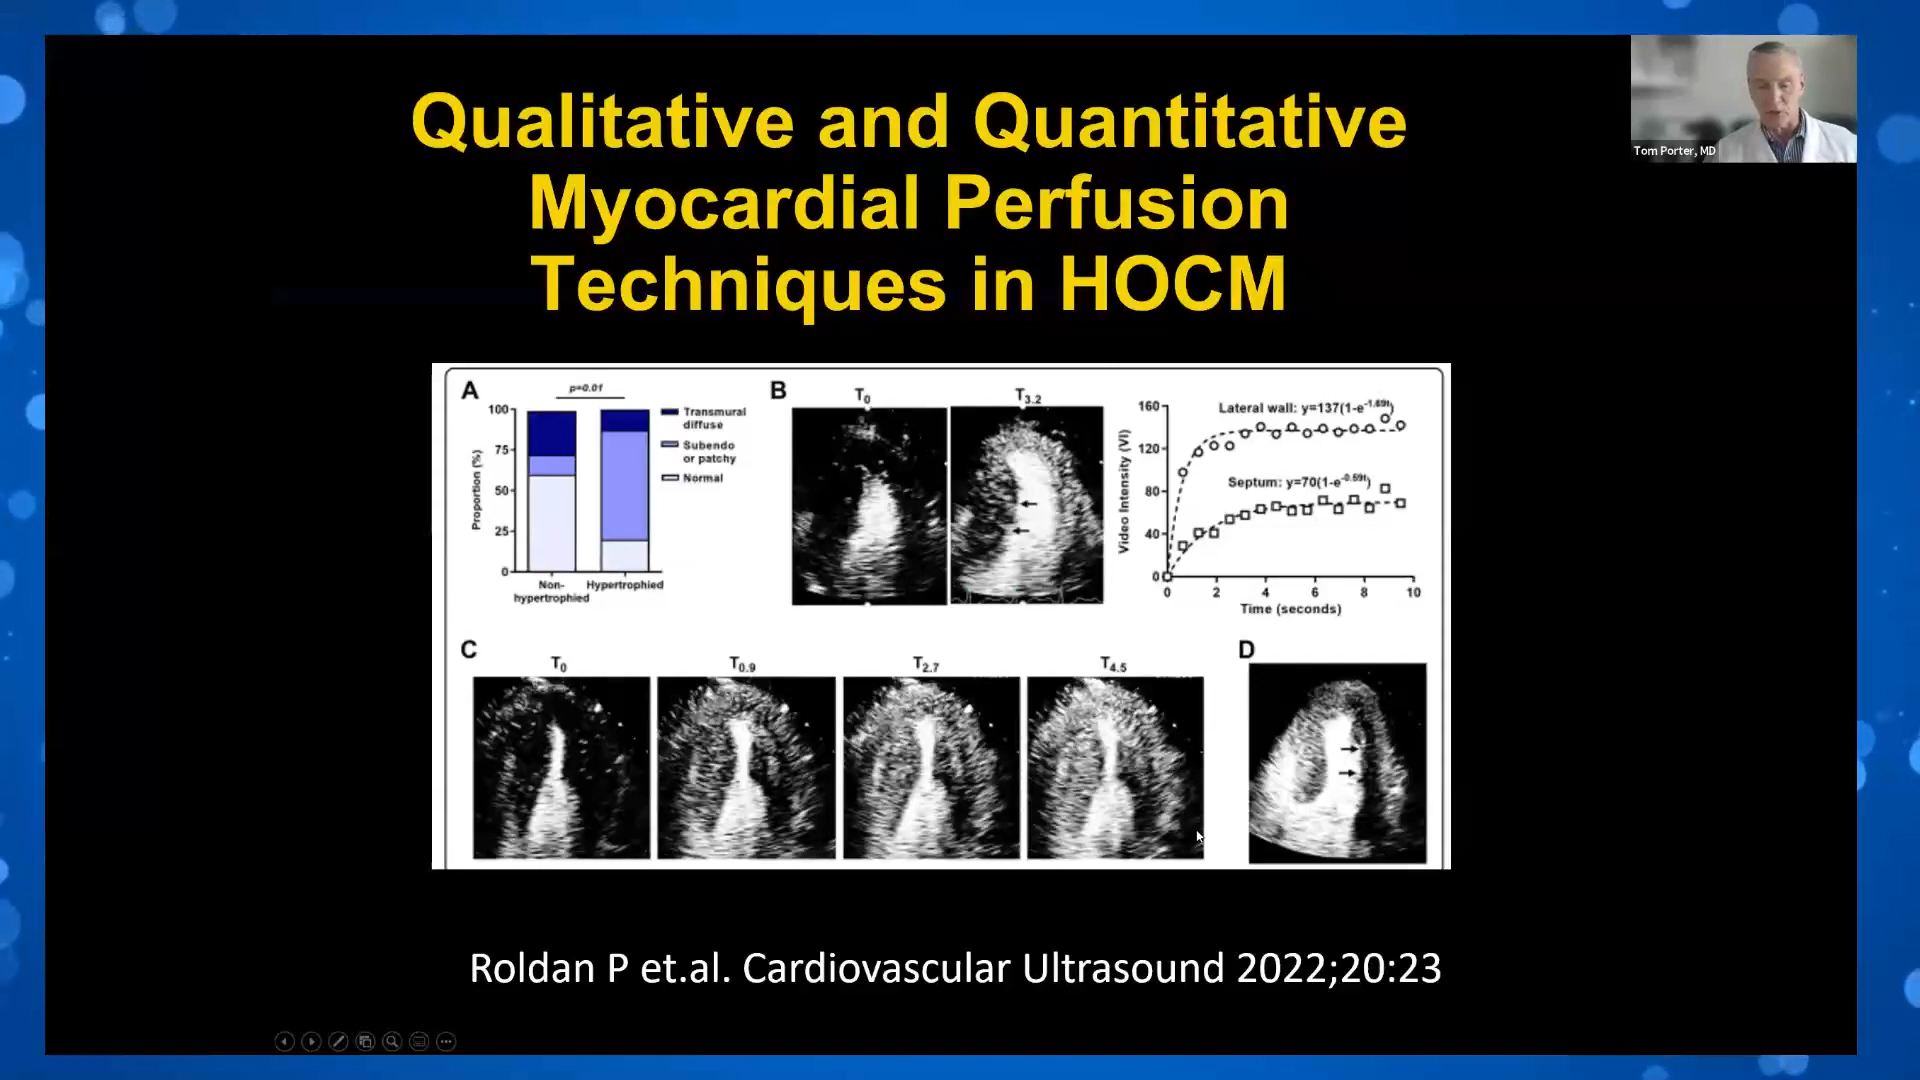 Qualitative and Quantitative
Myocardial Perfusion
Techniques in HOCM
Tom Porter, MD
A
p=0.01
100
75
50
25
0
Proportion (%)
Non-
hypertrophied
Hypertrophied
Transmural
diffuse
Subendo
or patchy
Normal
B
T0
T3.2
Video Intensity (VI)
160
120
80
40
0
Lateral wall: y=137(1-e-1.69t)
Septum: y=70(1-e-0.59t)
0 2 4 6 8 10
Time (seconds)
C
T0
T0.9
T2.7
T4.5
D
Roldan P et.al. Cardiovascular Ultrasound 2022;20:23